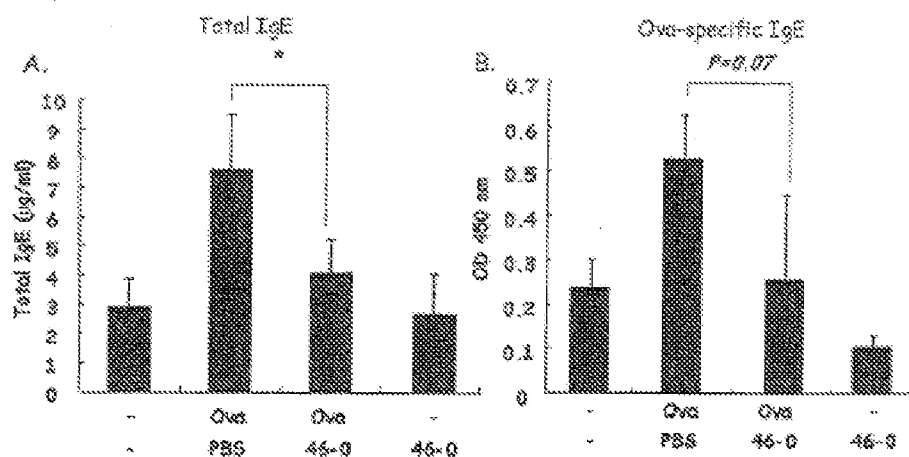 Total IgE
A.
*
Total IgE (µg/ml)
10
9
8
7
6
5
4
3
2
1
0
- Ova Ova -
- PBS 46-0 46-0
Ova-specific IgE
B.
P=0.07
OD 450 nm
0.7
0.6
0.5
0.4
0.3
0.2
0.1
0
- Ova Ova -
- PBS 46-0 46-0